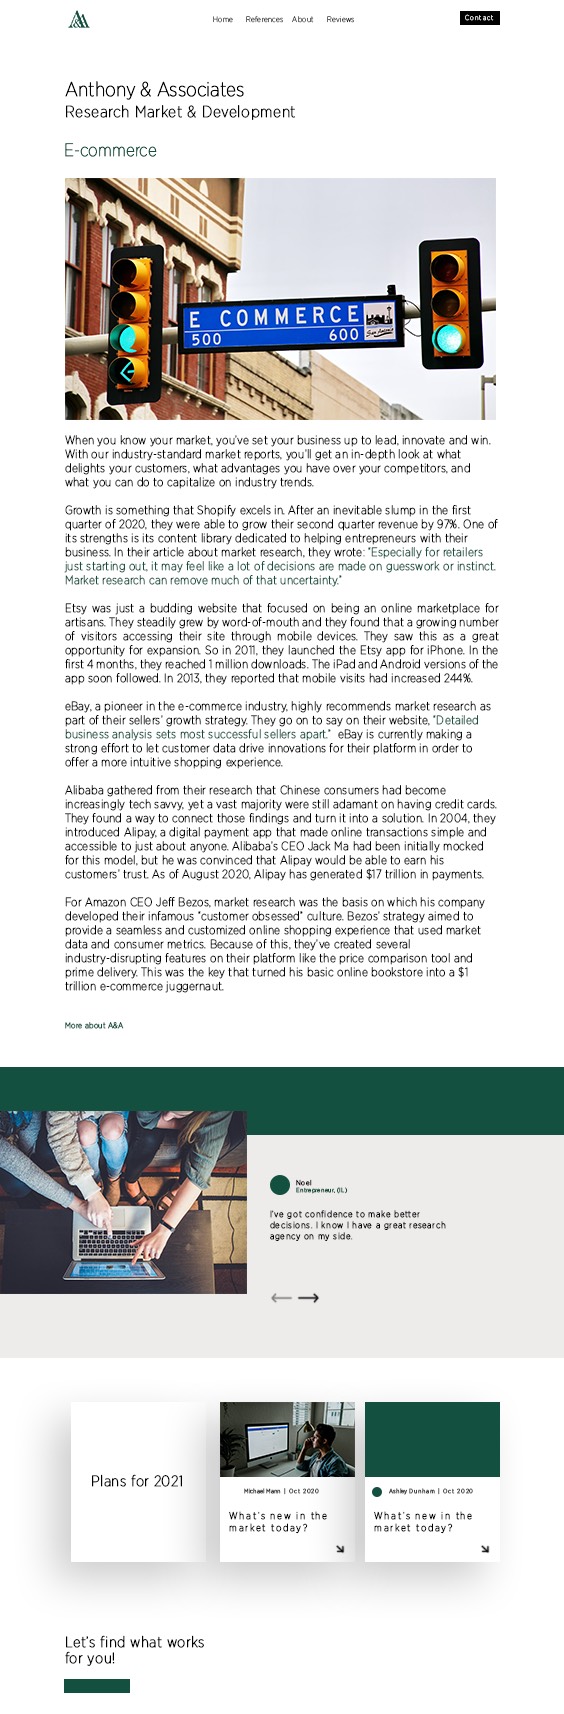 Home References About Reviews Contact
Anthony & Associates
Research Market & Development
E-commerce
E COMMERCE
500 600
San Antonio
When you know your market, you've set your business up to lead, innovate and win.
With our industry-standard market reports, you'll get an in-depth look at what
delights your customers, what advantages you have over your competitors, and
what you can do to capitalize on industry trends.
Growth is something that Shopify excels in. After an inevitable slump in the first
quarter of 2020, they were able to grow their second quarter revenue by 97%. One of
its strengths is its content library dedicated to helping entrepreneurs with their
business. In their article about market research, they wrote: "Especially for retailers
just starting out, it may feel like a lot of decisions are made on guesswork or instinct.
Market research can remove much of that uncertainty."
Etsy was just a budding website that focused on being an online marketplace for
artisans. They steadily grew by word-of-mouth and they found that a growing number
of visitors accessing their site through mobile devices. They saw this as a great
opportunity for expansion. So in 2011, they launched the Etsy app for iPhone. In the
first 4 months, they reached 1 million downloads. The iPad and Android versions of the
app soon followed. In 2013, they reported that mobile visits had increased 244%.
eBay, a pioneer in the e-commerce industry, highly recommends market research as
part of their sellers' growth strategy. They go on to say on their website, "Detailed
business analysis sets most successful sellers apart." eBay is currently making a
strong effort to let customer data drive innovations for their platform in order to
offer a more intuitive shopping experience.
Alibaba gathered from their research that Chinese consumers had become
increasingly tech savvy, yet a vast majority were still adamant on having credit cards.
They found a way to connect those findings and turn it into a solution. In 2004, they
introduced Alipay, a digital payment app that made online transactions simple and
accessible to just about anyone. Alibaba's CEO Jack Ma had been initially mocked
for this model, but he was convinced that Alipay would be able to earn his
customers' trust. As of August 2020, Alipay has generated $17 trillion in payments.
For Amazon CEO Jeff Bezos, market research was the basis on which his company
developed their infamous "customer obsessed" culture. Bezos' strategy aimed to
provide a seamless and customized online shopping experience that used market
data and consumer metrics. Because of this, they've created several
industry-disrupting features on their platform like the price comparison tool and
prime delivery. This was the key that turned his basic online bookstore into a $1
trillion e-commerce juggernaut.
More about A&A
Noel
Entrepreneur, (IL)
I've got confidence to make better
decisions. I know I have a great research
agency on my side.
Plans for 2021
Michael Mann | Oct 2020
What's new in the
market today?
Ashley Dunham | Oct 2020
What's new in the
market today?
Let's find what works
for you!